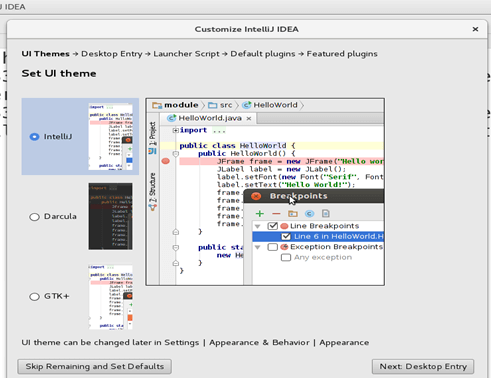 J IDEA
Customize IntelliJ IDEA
UI Themes → Desktop Entry → Launcher Script → Default plugins → Featured plugins
Set UI theme
IntelliJ
Darcula
GTK+
module src HelloWorld
HelloWorld.java
1: Project
7: Structure
import ...
public class HelloWorld {
public HelloWorld() {
JFrame frame = new JFrame("Hello wor
JLabel label = new JLabel();
label.setFont(new Font("Serif", Font
label.setText("Hello World!");
Breakpoints
Line Breakpoints
Line 6 in HelloWorld.H
Exception Breakpoints
Any exception
frame.
frame.
frame.
frame.
}
public sta
new He
}
}
UI theme can be changed later in Settings | Appearance & Behavior | Appearance
Skip Remaining and Set Defaults
Next: Desktop Entry